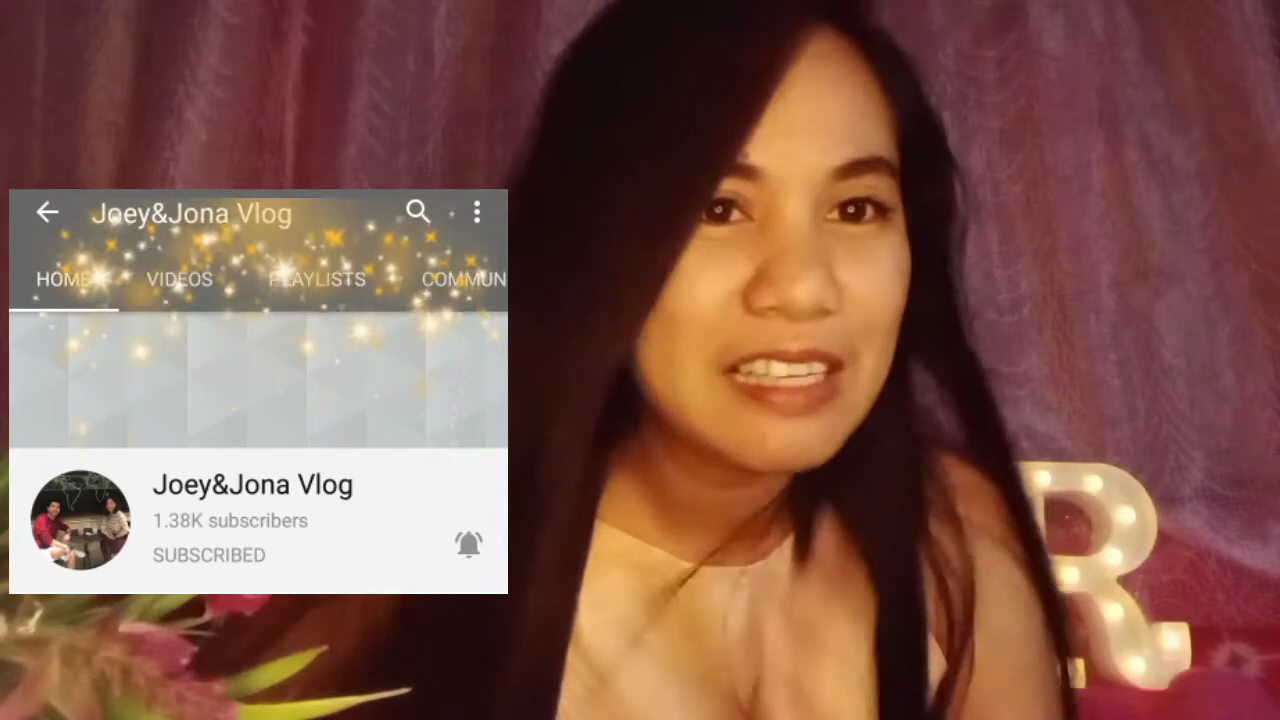 Joey&Jona Vlog
HOME VIDEOS PLAYLISTS COMMUN
Joey&Jona Vlog
1.38K subscribers
SUBSCRIBED
R